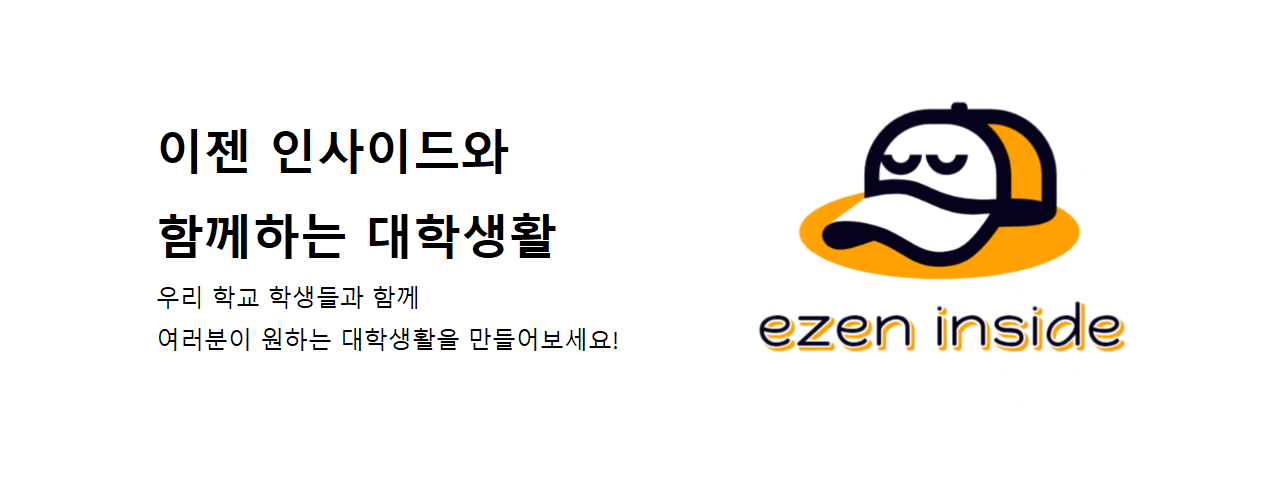 이젠 인사이드와
함께하는 대학생활
우리 학교 학생들과 함께
여러분이 원하는 대학생활을 만들어보세요!
ezen inside